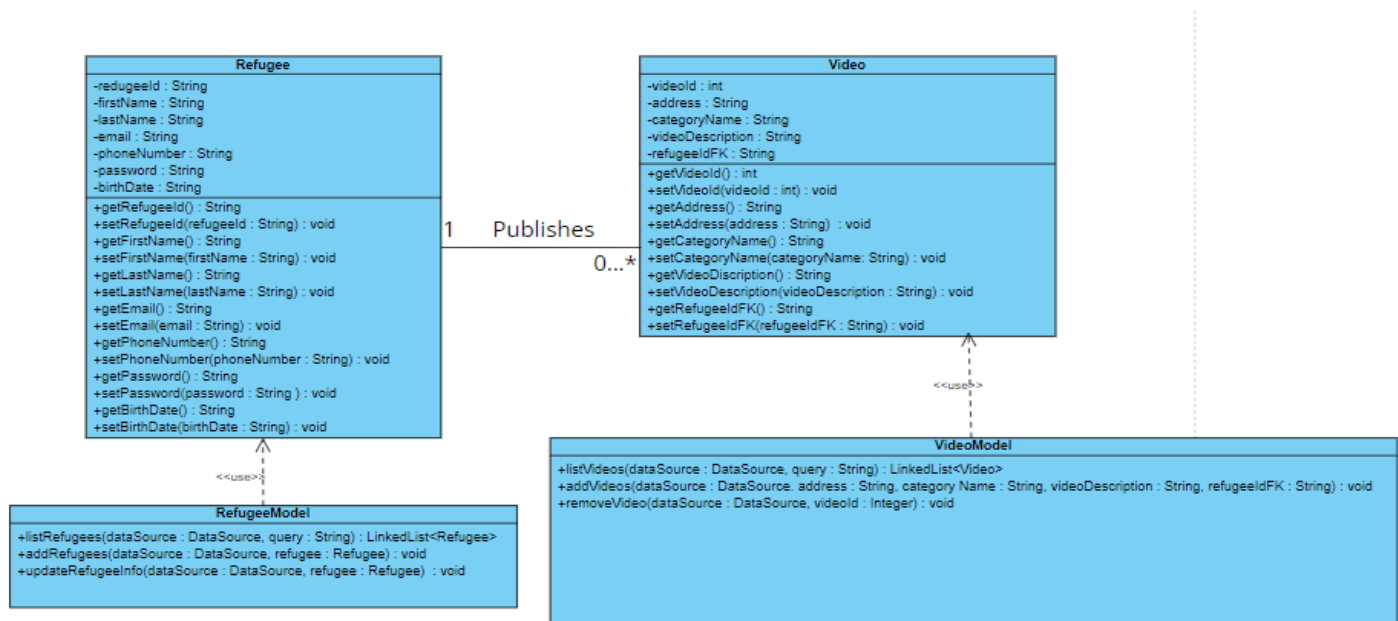 Refugee
-redugeeId : String
-firstName : String
-lastName : String
-email : String
-phoneNumber : String
-password : String
-birthDate : String
+getRefugeeId() : String
+setRefugeeId(refugeeId : String) : void
+getFirstName() : String
+setFirstName(firstName : String) : void
+getLastName() : String
+setLastName(lastName : String) : void
+getEmail() : String
+setEmail(email : String) : void
+getPhoneNumber() : String
+setPhoneNumber(phoneNumber : String) : void
+getPassword() : String
+setPassword(password : String ) : void
+getBirthDate() : String
+setBirthDate(birthDate : String) : void
1 Publishes
0...*
Video
-videoId : int
-address : String
-categoryName : String
-videoDescription : String
-refugeeIdFK : String
+getVideoId() : int
+setVideoId(videoId : int) : void
+getAddress() : String
+setAddress(address : String) : void
+getCategoryName() : String
+setCategoryName(categoryName: String) : void
+getVideoDiscription() : String
+setVideoDescription(videoDescription : String) : void
+getRefugeeIdFK() : String
+setRefugeeIdFK(refugeeIdFK : String) : void
<<use>>
<<use>>
RefugeeModel
+listRefugees(dataSource : DataSource, query : String) : LinkedList<Refugee>
+addRefugees(dataSource : DataSource, refugee : Refugee) : void
+updateRefugeeInfo(dataSource : DataSource, refugee : Refugee) : void
VideoModel
+listVideos(dataSource : DataSource, query : String) : LinkedList<Video>
+addVideos(dataSource : DataSource. address : String, category Name : String, videoDescription : String, refugeeIdFK : String) : void
+removeVideo(dataSource : DataSource, videoId : Integer) : void